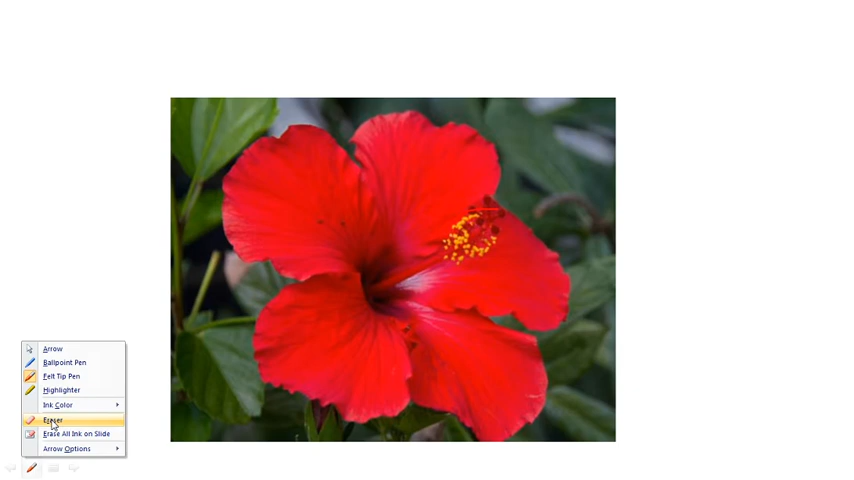 Arrow
Ballpoint Pen
Felt Tip Pen
Highlighter
Ink Color
Eraser
Erase All Ink on Slide
Arrow Options